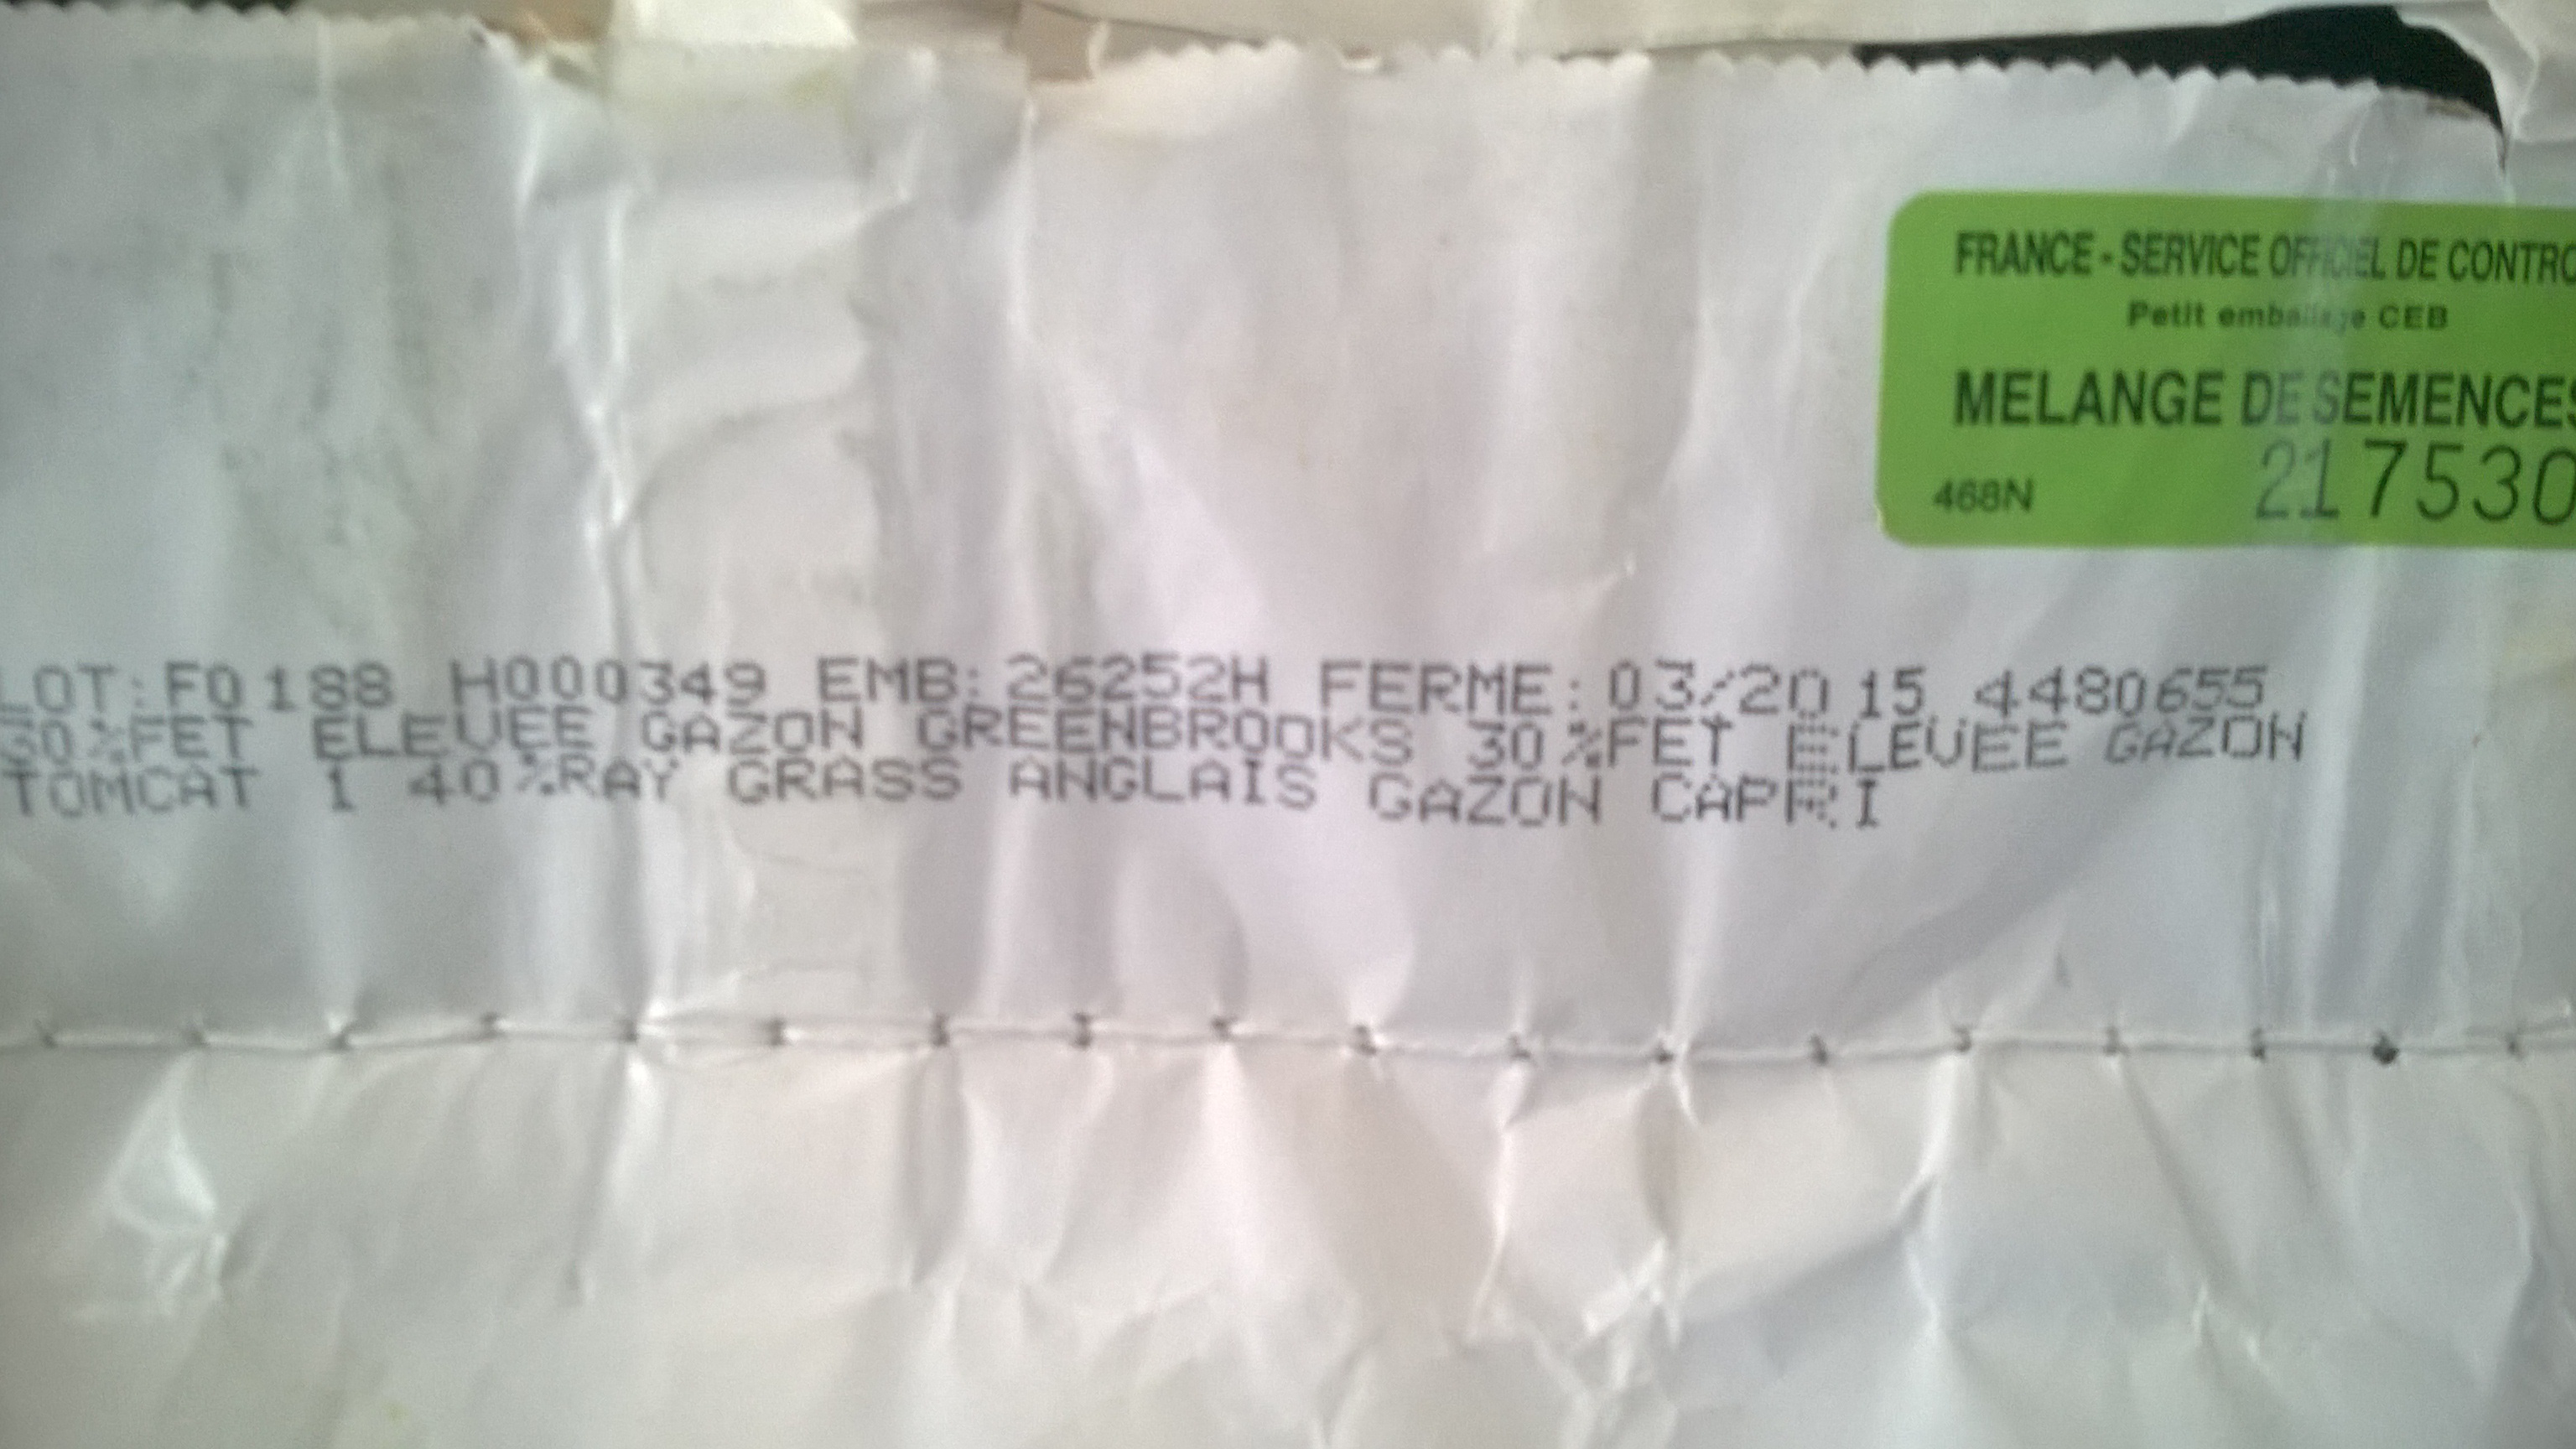 FRANCE - SERVICE OFFICIEL DE CONTRO
Petit emballage CEB
MELANGE DE SEMENCES
468N 217530
LOT:F0188 H000349 EMB:26252H FERME:03/2015 4480655
30%FET ELEVEE GAZON GREENBROOKS 30%FET ELEVEE GAZON
TOMCAT 1 40%RAY GRASS ANGLAIS GAZON CAPRI